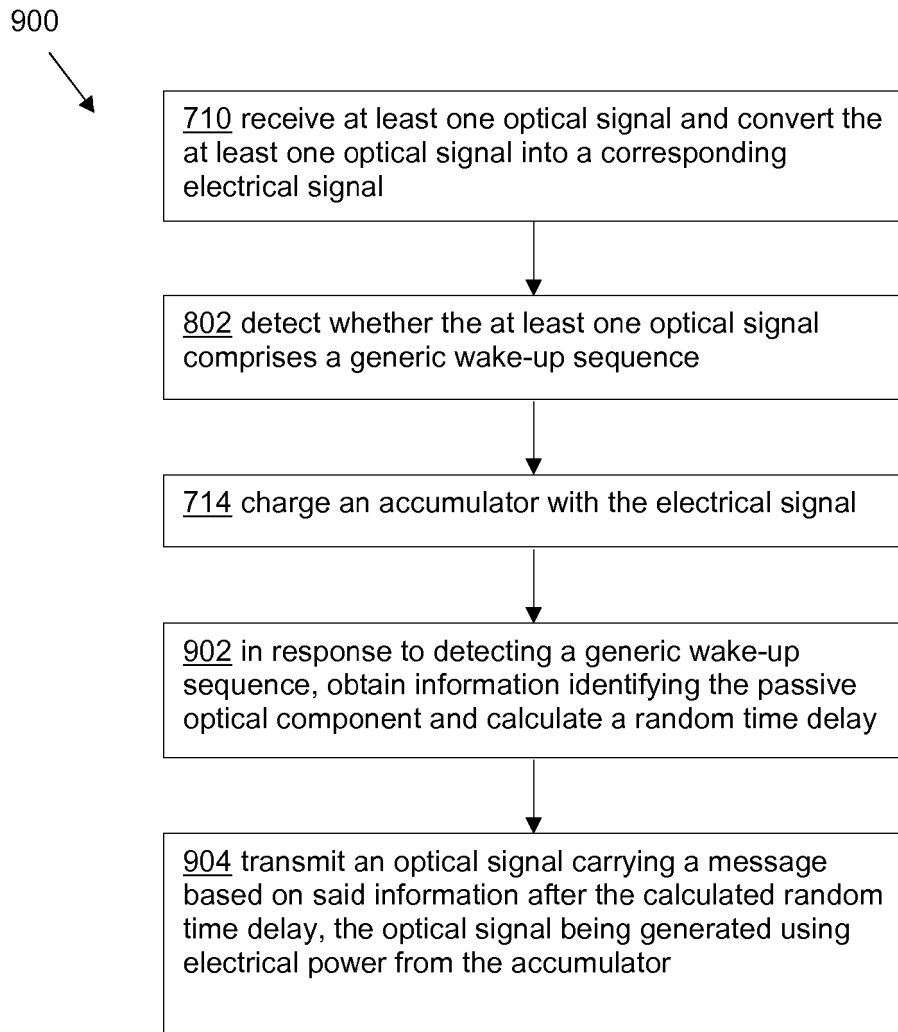 900
710 receive at least one optical signal and convert the
at least one optical signal into a corresponding
electrical signal
802 detect whether the at least one optical signal
comprises a generic wake-up sequence
714 charge an accumulator with the electrical signal
902 in response to detecting a generic wake-up
sequence, obtain information identifying the passive
optical component and calculate a random time delay
904 transmit an optical signal carrying a message
based on said information after the calculated random
time delay, the optical signal being generated using
electrical power from the accumulator